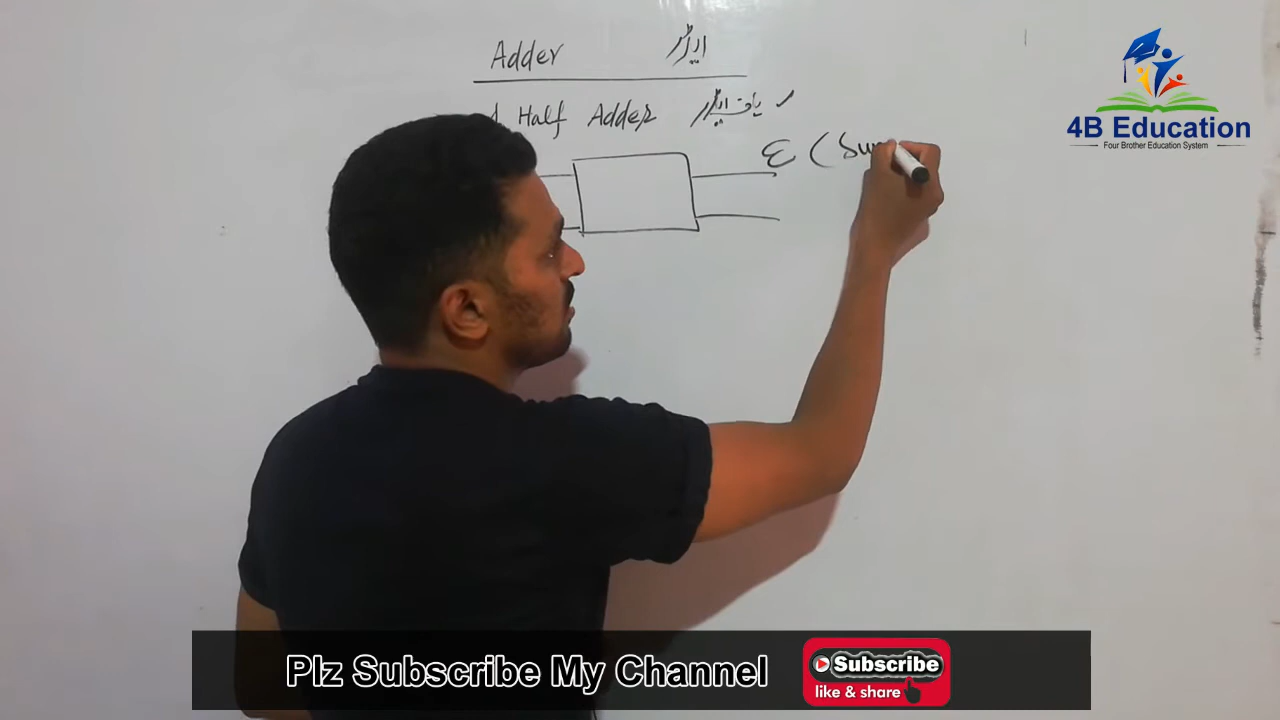 Adder ایڈر
Half Adder ہاف ایڈر
Σ (Sum
4B Education
Four Brother Education System
Plz Subscribe My Channel
Subscribe
like & share